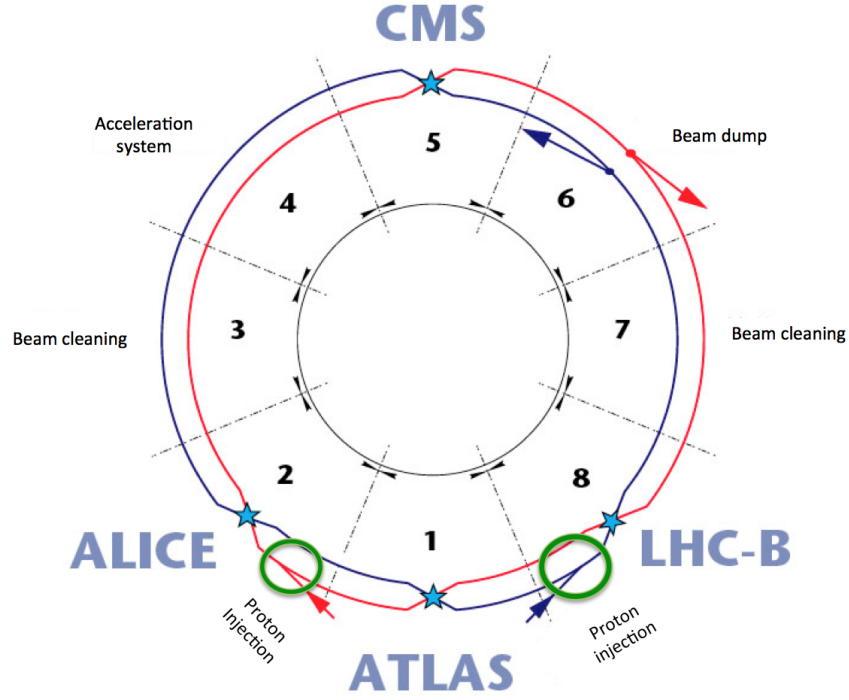 CMS
Acceleration
system
Beam dump
5
4
6
3
7
Beam cleaning
Beam cleaning
2
8
1
ALICE
LHC-B
Proton
Injection
Proton
injection
ATLAS